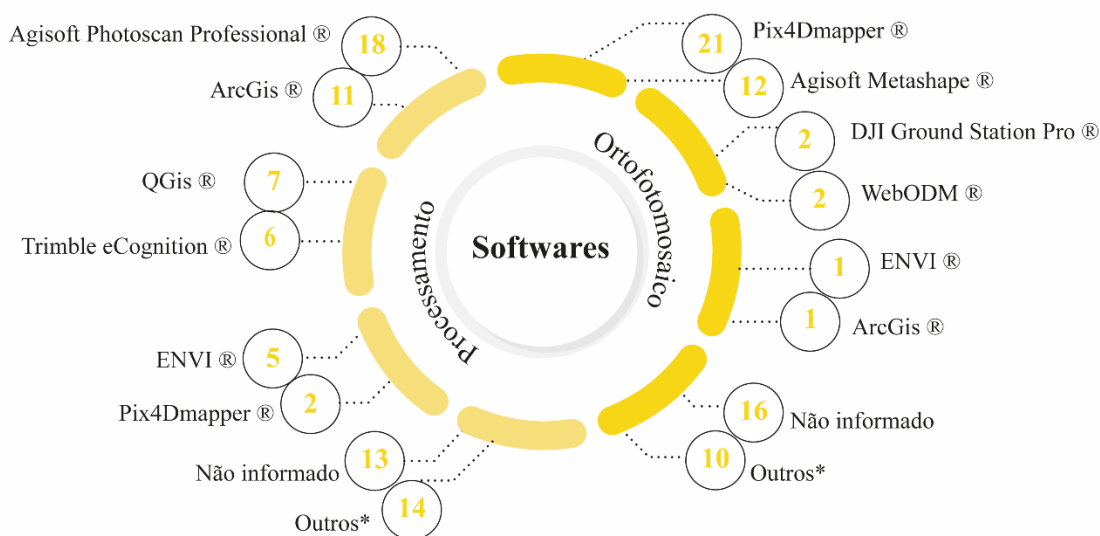 Agisoft Photoscan Professional ®
18
ArcGis ®
11
QGis ®
7
Trimble eCognition ®
6
ENVI ®
5
Pix4Dmapper ®
2
Não informado
13
Outros*
14
Processamento
Softwares
Ortofotomosaico
21
Pix4Dmapper ®
12
Agisoft Metashape ®
2
DJI Ground Station Pro ®
2
WebODM ®
1
ENVI ®
1
ArcGis ®
16
Não informado
10
Outros*